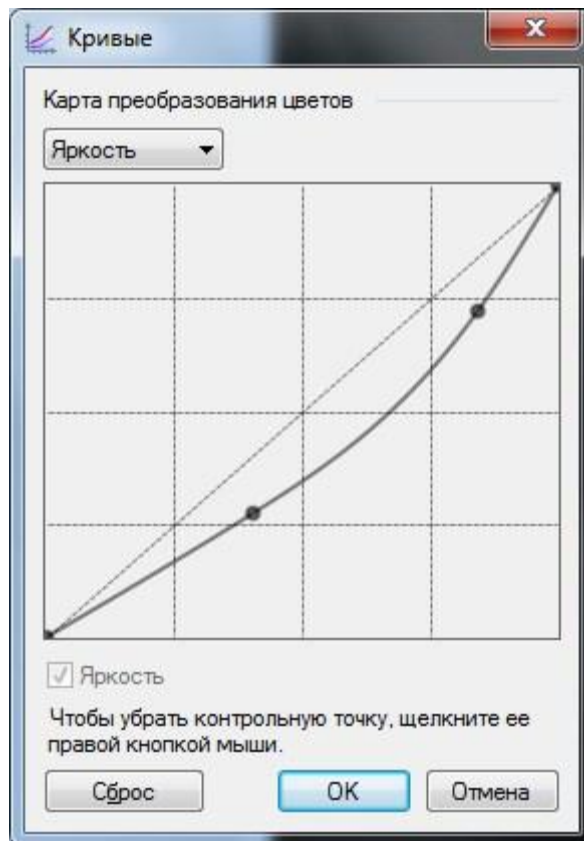 Кривые
Карта преобразования цветов
Яркость
Яркость
Чтобы убрать контрольную точку, щелкните ее
правой кнопкой мыши.
Сброс OK Отмена